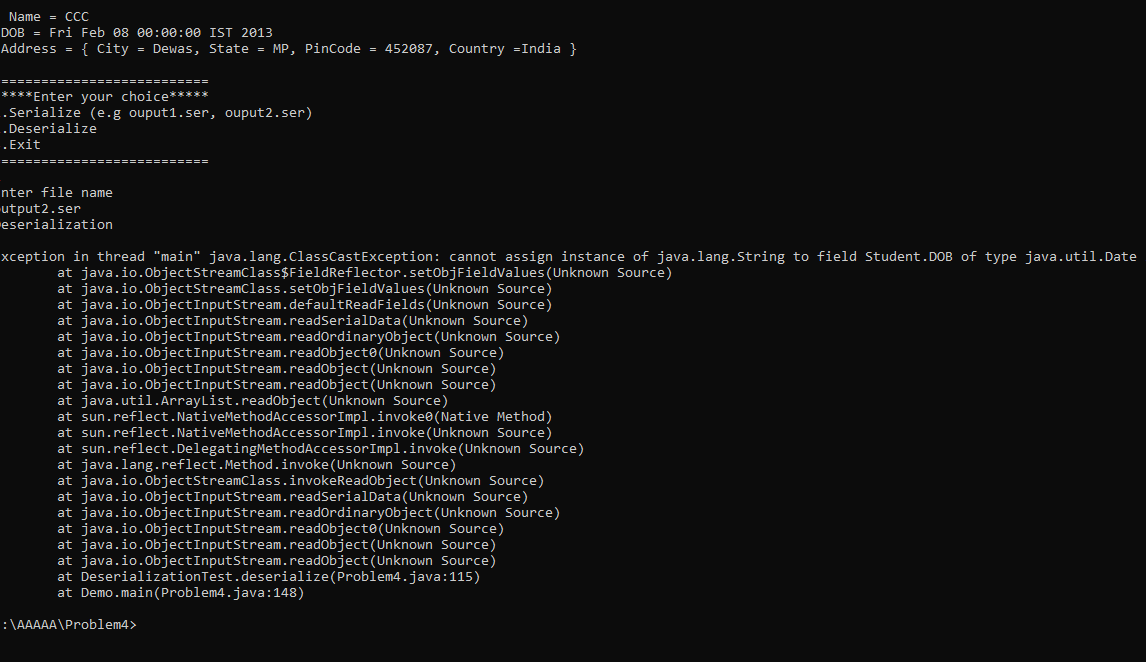 Name = CCC
DOB = Fri Feb 08 00:00:00 IST 2013
Address = { City = Dewas, State = MP, PinCode = 452087, Country =India }
==========================
****Enter your choice*****
.Serialize (e.g ouput1.ser, ouput2.ser)
.Deserialize
.Exit
==========================
nter file name
utput2.ser
eserialization
xception in thread "main" java.lang.ClassCastException: cannot assign instance of java.lang.String to field Student.DOB of type java.util.Date
at java.io.ObjectStreamClass$FieldReflector.setObjFieldValues(Unknown Source)
at java.io.ObjectStreamClass.setObjFieldValues(Unknown Source)
at java.io.ObjectInputStream.defaultReadFields(Unknown Source)
at java.io.ObjectInputStream.readSerialData(Unknown Source)
at java.io.ObjectInputStream.readOrdinaryObject(Unknown Source)
at java.io.ObjectInputStream.readObject0(Unknown Source)
at java.io.ObjectInputStream.readObject(Unknown Source)
at java.io.ObjectInputStream.readObject(Unknown Source)
at java.util.ArrayList.readObject(Unknown Source)
at sun.reflect.NativeMethodAccessorImpl.invoke0(Native Method)
at sun.reflect.NativeMethodAccessorImpl.invoke(Unknown Source)
at sun.reflect.DelegatingMethodAccessorImpl.invoke(Unknown Source)
at java.lang.reflect.Method.invoke(Unknown Source)
at java.io.ObjectStreamClass.invokeReadObject(Unknown Source)
at java.io.ObjectInputStream.readSerialData(Unknown Source)
at java.io.ObjectInputStream.readOrdinaryObject(Unknown Source)
at java.io.ObjectInputStream.readObject0(Unknown Source)
at java.io.ObjectInputStream.readObject(Unknown Source)
at java.io.ObjectInputStream.readObject(Unknown Source)
at DeserializationTest.deserialize(Problem4.java:115)
at Demo.main(Problem4.java:148)
:\AAAAA\Problem4>